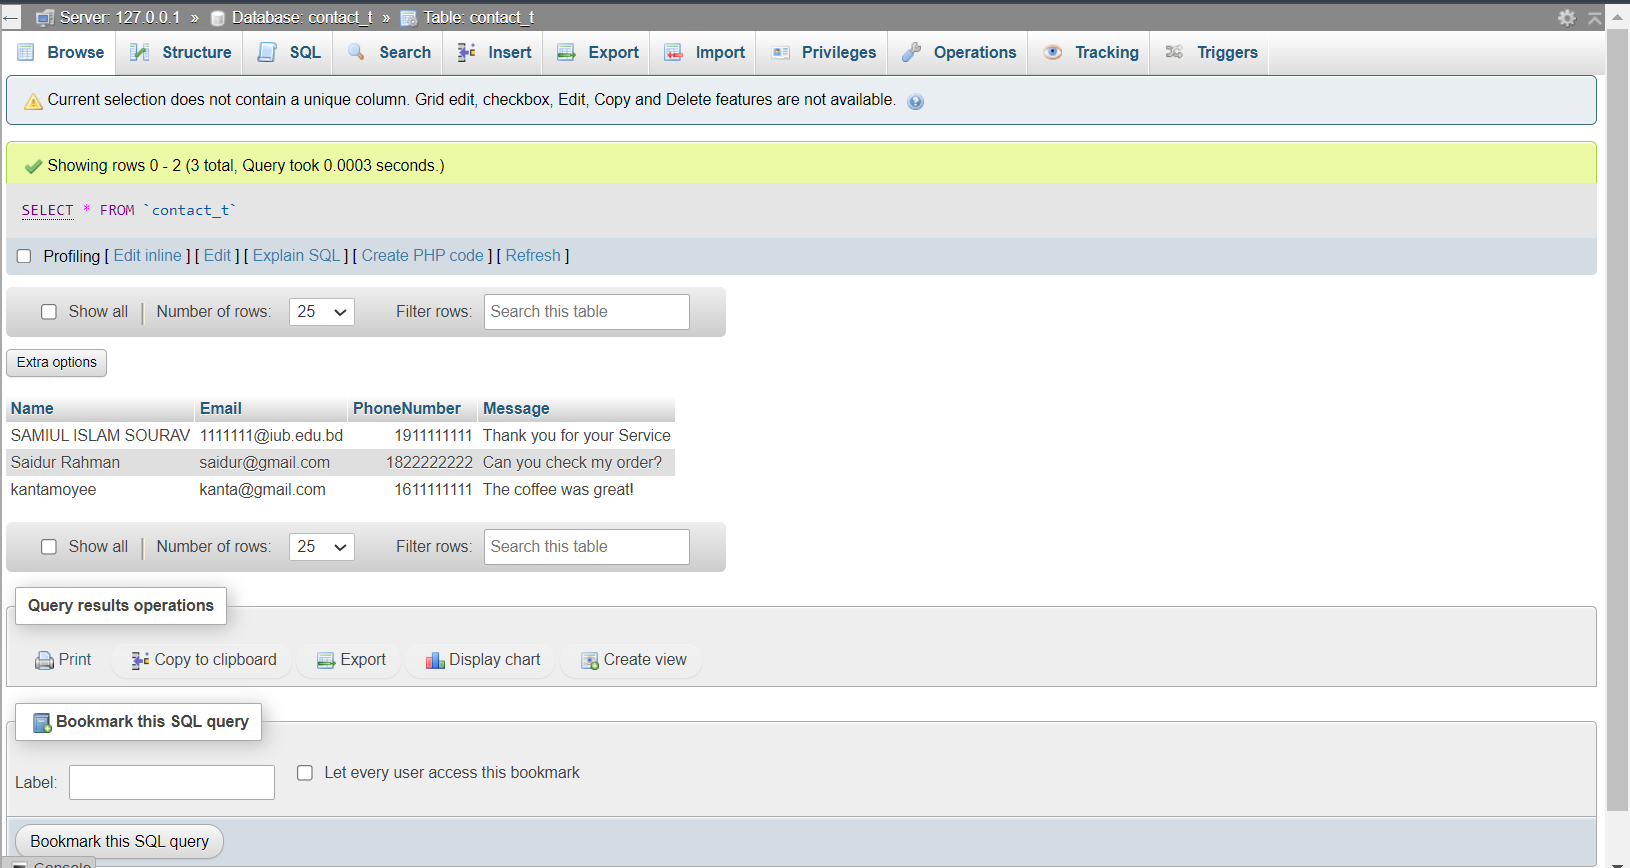 Server: 127.0.0.1 » Database: contact_t » Table: contact_t
Browse Structure SQL Search Insert Export Import Privileges Operations Tracking Triggers
Current selection does not contain a unique column. Grid edit, checkbox, Edit, Copy and Delete features are not available.
Showing rows 0 - 2 (3 total, Query took 0.0003 seconds.)
SELECT * FROM `contact_t`
Profiling [ Edit inline ] [ Edit ] [ Explain SQL ] [ Create PHP code ] [ Refresh ]
Show all | Number of rows: 25 Filter rows: Search this table
Extra options
Name Email PhoneNumber Message
SAMIUL ISLAM SOURAV 1111111@iub.edu.bd 1911111111 Thank you for your Service
Saidur Rahman saidur@gmail.com 1822222222 Can you check my order?
kantamoyee kanta@gmail.com 1611111111 The coffee was great!
Show all | Number of rows: 25 Filter rows: Search this table
Query results operations
Print Copy to clipboard Export Display chart Create view
Bookmark this SQL query
Label: Let every user access this bookmark
Bookmark this SQL query
Console